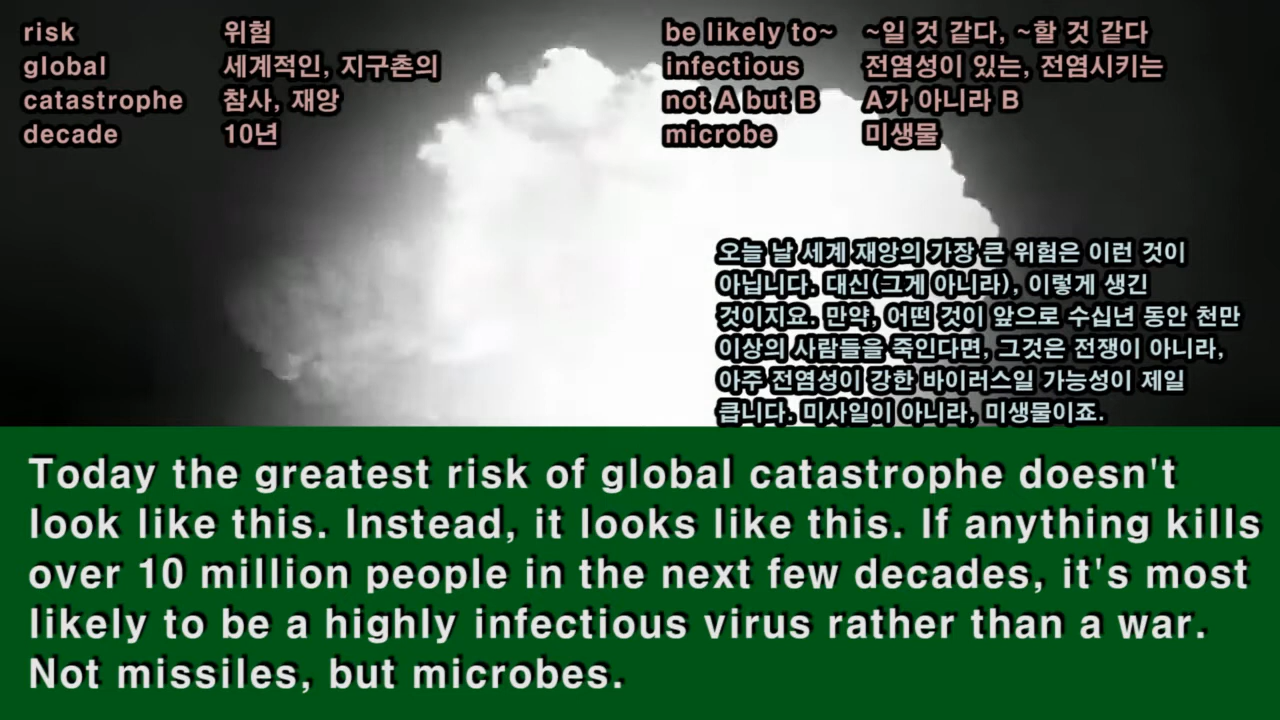 risk 위험
global 세계적인, 지구촌의
catastrophe 참사, 재앙
decade 10년
be likely to~ ~일 것 같다, ~할 것 같다
infectious 전염성이 있는, 전염시키는
not A but B A가 아니라 B
microbe 미생물
오늘 날 세계 재앙의 가장 큰 위험은 이런 것이
아닙니다. 대신(그게 아니라), 이렇게 생긴
것이지요. 만약, 어떤 것이 앞으로 수십년 동안 천만
이상의 사람들을 죽인다면, 그것은 전쟁이 아니라,
아주 전염성이 강한 바이러스일 가능성이 제일
큽니다. 미사일이 아니라, 미생물이죠.
Today the greatest risk of global catastrophe doesn't
look like this. Instead, it looks like this. If anything kills
over 10 million people in the next few decades, it's most
likely to be a highly infectious virus rather than a war.
Not missiles, but microbes.